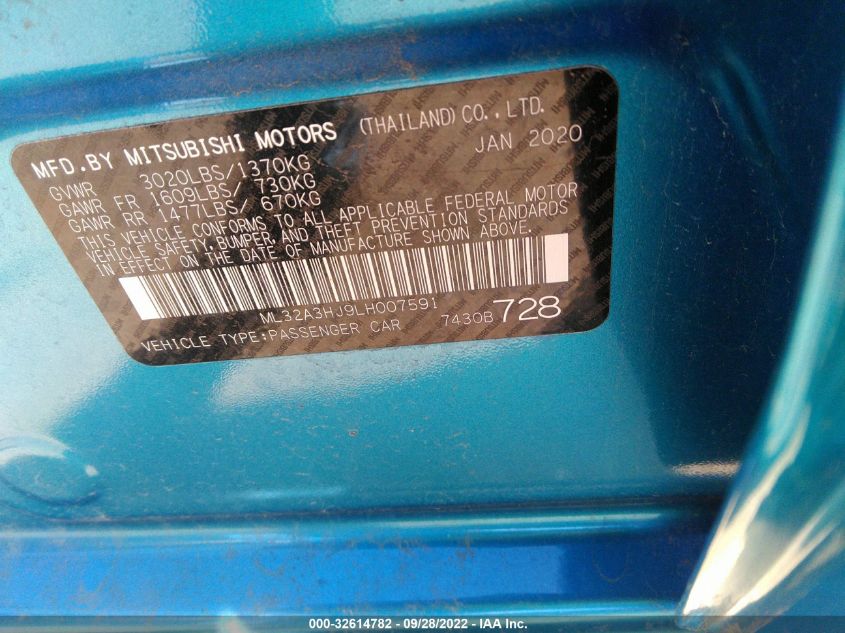 MFD.BY MITSUBISHI MOTORS (THAILAND) CO., LTD.
JAN 2020
GVWR 3020LBS/1370KG
GAWR FR 1609LBS/ 730KG
GAWR RR 1477LBS/ 670KG
THIS VEHICLE CONFORMS TO ALL APPLICABLE FEDERAL MOTOR
VEHICLE SAFETY, BUMPER, AND THEFT PREVENTION STANDARDS
IN EFFECT ON THE DATE OF MANUFACTURE SHOWN ABOVE.
ML32A3HJ9LH007591
VEHICLE TYPE:PASSENGER CAR 7430B 728
000-32614782 - 09/28/2022 - IAA Inc.